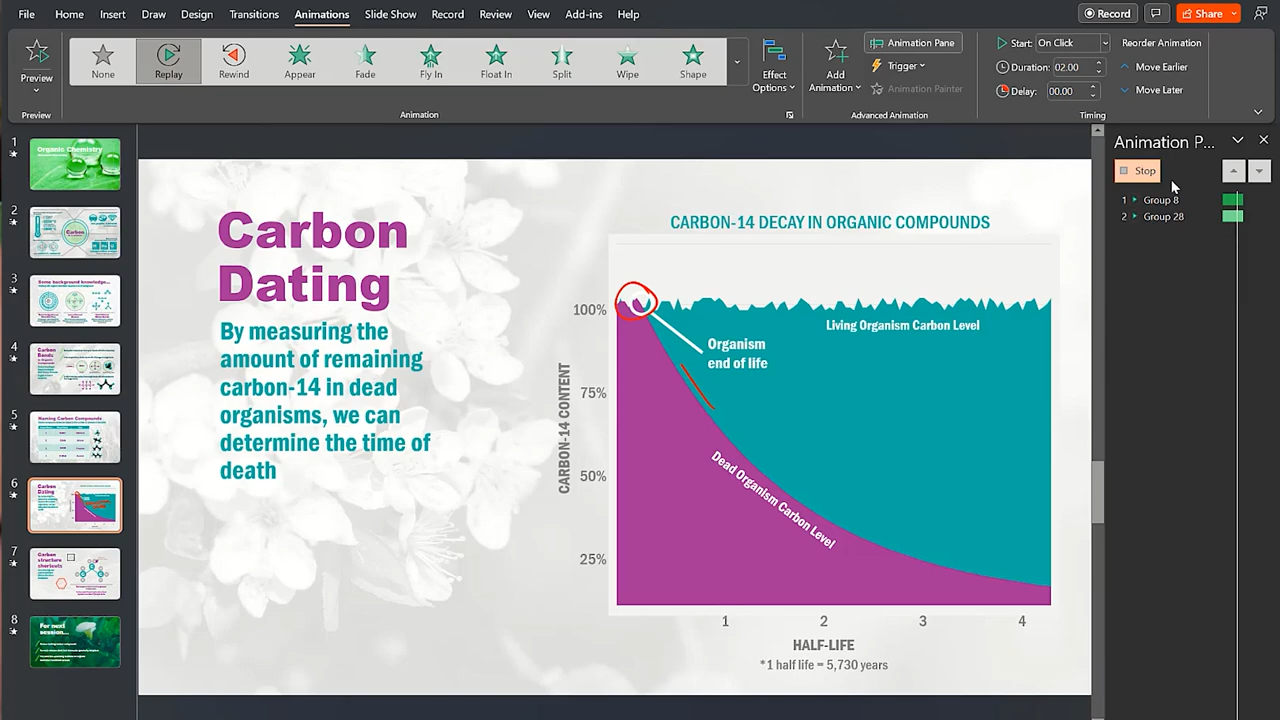 File Home Insert Draw Design Transitions Animations Slide Show Record Review View Add-ins Help
Record
Share
Preview
None
Replay
Rewind
Appear
Fade
Fly In
Float In
Split
Wipe
Shape
Effect
Options
Add
Animation
Animation Pane
Trigger
Animation Painter
Start: On Click
Duration: 02.00
Delay: 00.00
Reorder Animation
Move Earlier
Move Later
Preview
Animation
Advanced Animation
Timing
1
Organic Chemistry
2
3
Some background knowledge...
4
Carbon
Bonds
5
Naming Carbon Compounds
6
Carbon
Dating
7
Carbon
structure
shortcuts
8
For next
session...
Carbon
Dating
By measuring the
amount of remaining
carbon-14 in dead
organisms, we can
determine the time of
death
CARBON-14 DECAY IN ORGANIC COMPOUNDS
100%
75%
50%
25%
CARBON-14 CONTENT
Living Organism Carbon Level
Organism
end of life
Dead Organism Carbon Level
1 2 3 4
HALF-LIFE
*1 half life = 5,730 years
Animation P...
Stop
1 Group 8
2 Group 28